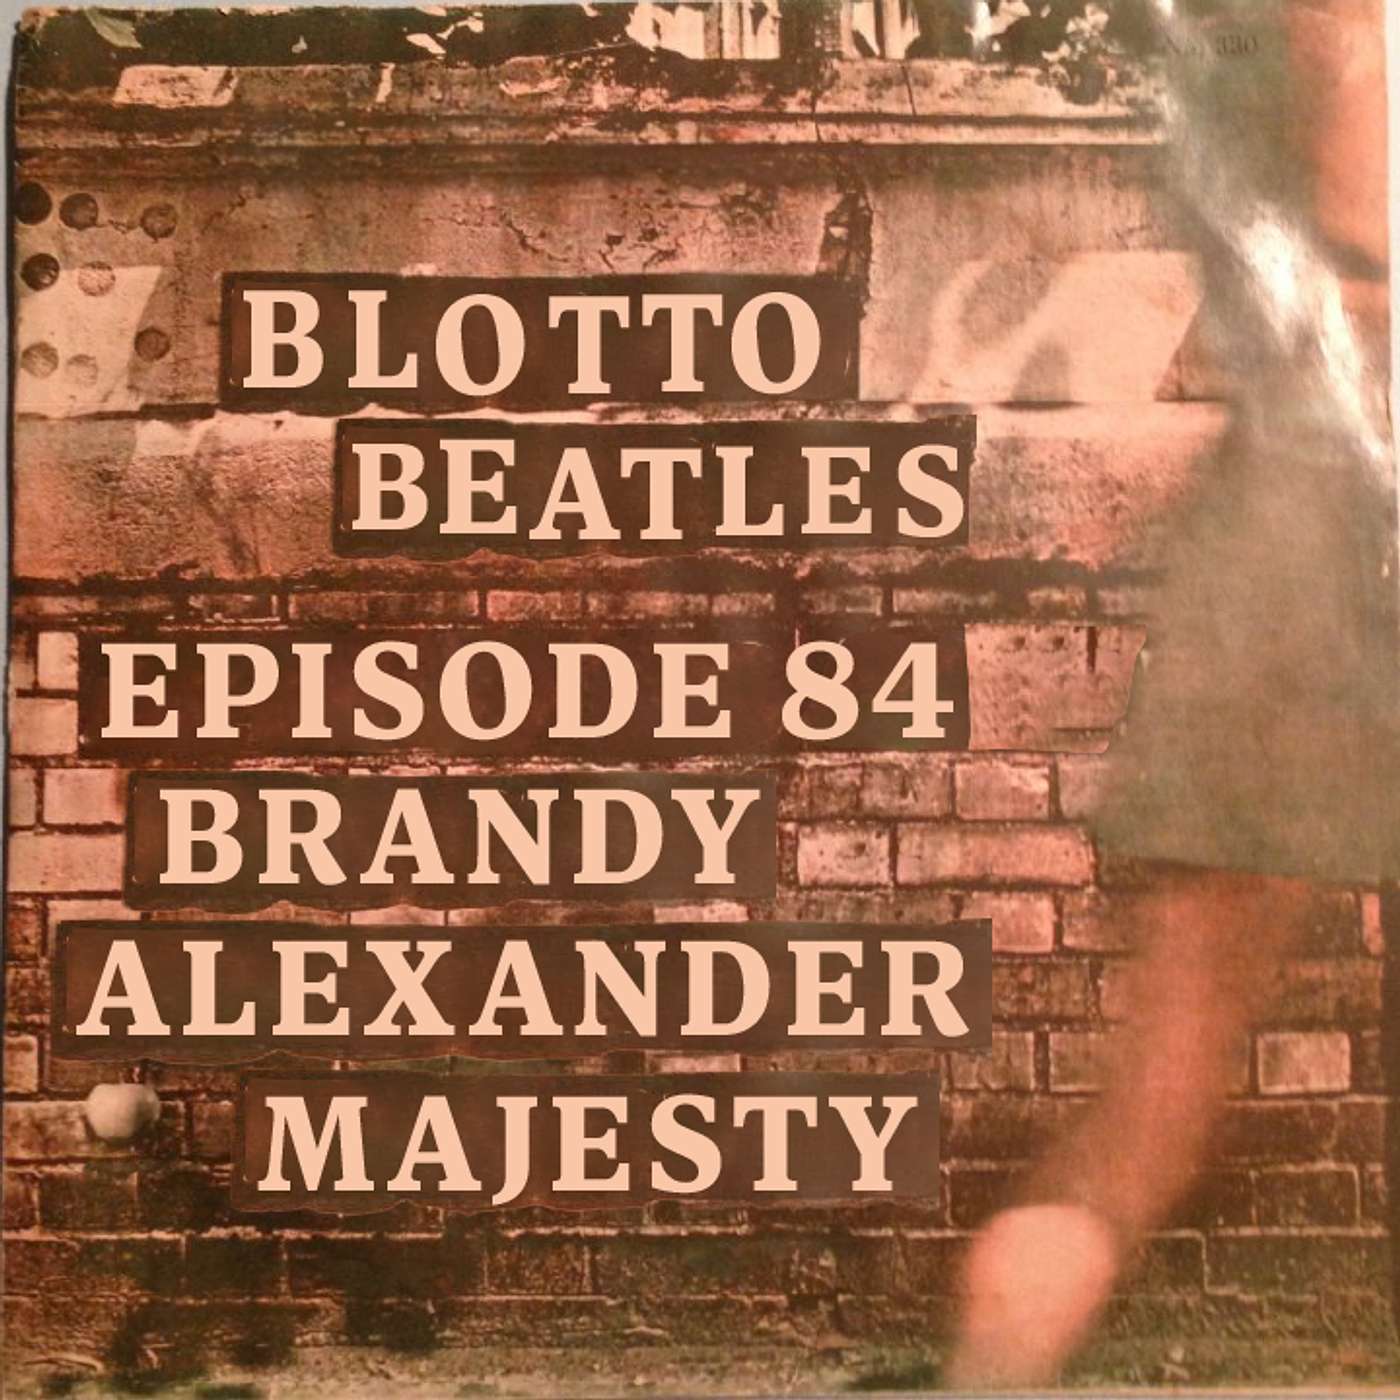 BLOTTO
BEATLES
EPISODE 84
BRANDY
ALEXANDER
MAJESTY